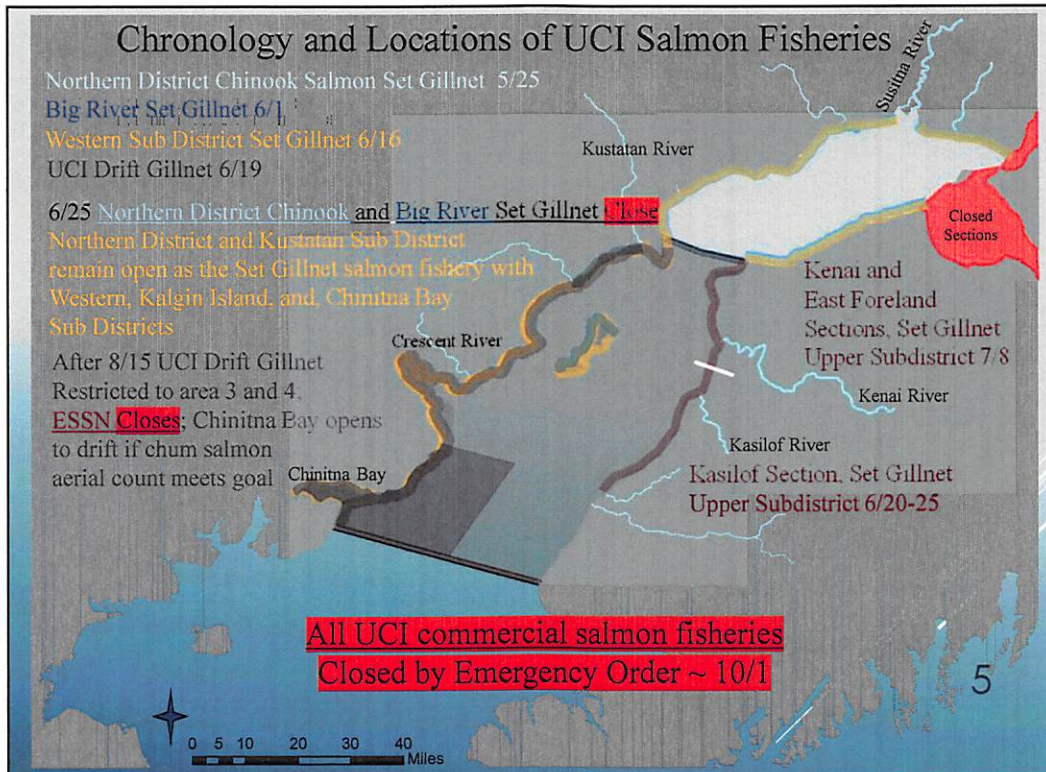 Chronology and Locations of UCI Salmon Fisheries
Northern District Chinook Salmon Set Gillnet 5/25
Big River Set Gillnet 6/1
Western Sub District Set Gillnet 6/16
UCI Drift Gillnet 6/19
6/25 Northern District Chinook and Big River Set Gillnet Close
Northern District and Kustatan Sub District
remain open as the Set Gillnet salmon fishery with
Western, Kalgin Island, and, Chinitna Bay
Sub Districts
After 8/15 UCI Drift Gillnet
Restricted to area 3 and 4.
ESSN Closes; Chinitna Bay opens
to drift if chum salmon
aerial count meets goal
Susitna River
Kustatan River
Closed
Sections
Kenai and
East Foreland
Sections, Set Gillnet
Upper Subdistrict 7/8
Crescent River
Kenai River
Kasilof River
Kasilof Section, Set Gillnet
Upper Subdistrict 6/20-25
Chinitna Bay
All UCI commercial salmon fisheries
Closed by Emergency Order ~ 10/1
5
0 5 10 20 30 40
Miles